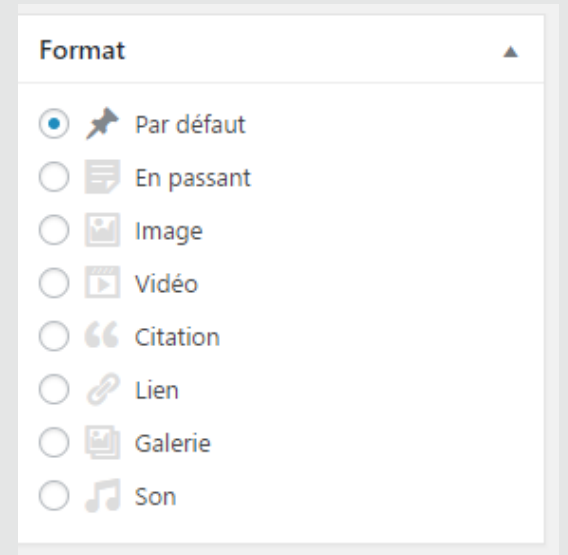 Format
Par défaut
En passant
Image
Vidéo
Citation
Lien
Galerie
Son